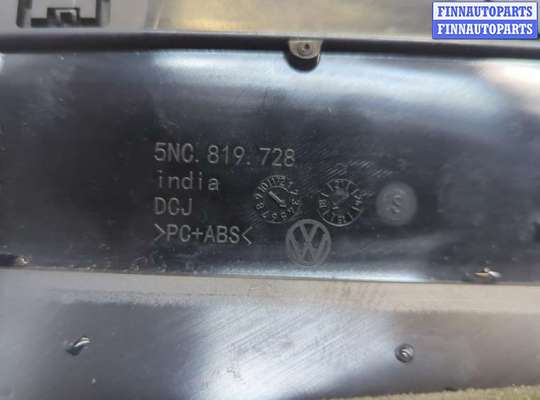 FINNAUTOPARTS
FINNAUTOPARTS
5NC. 819. 728
india
DCJ
>PC+ABS<